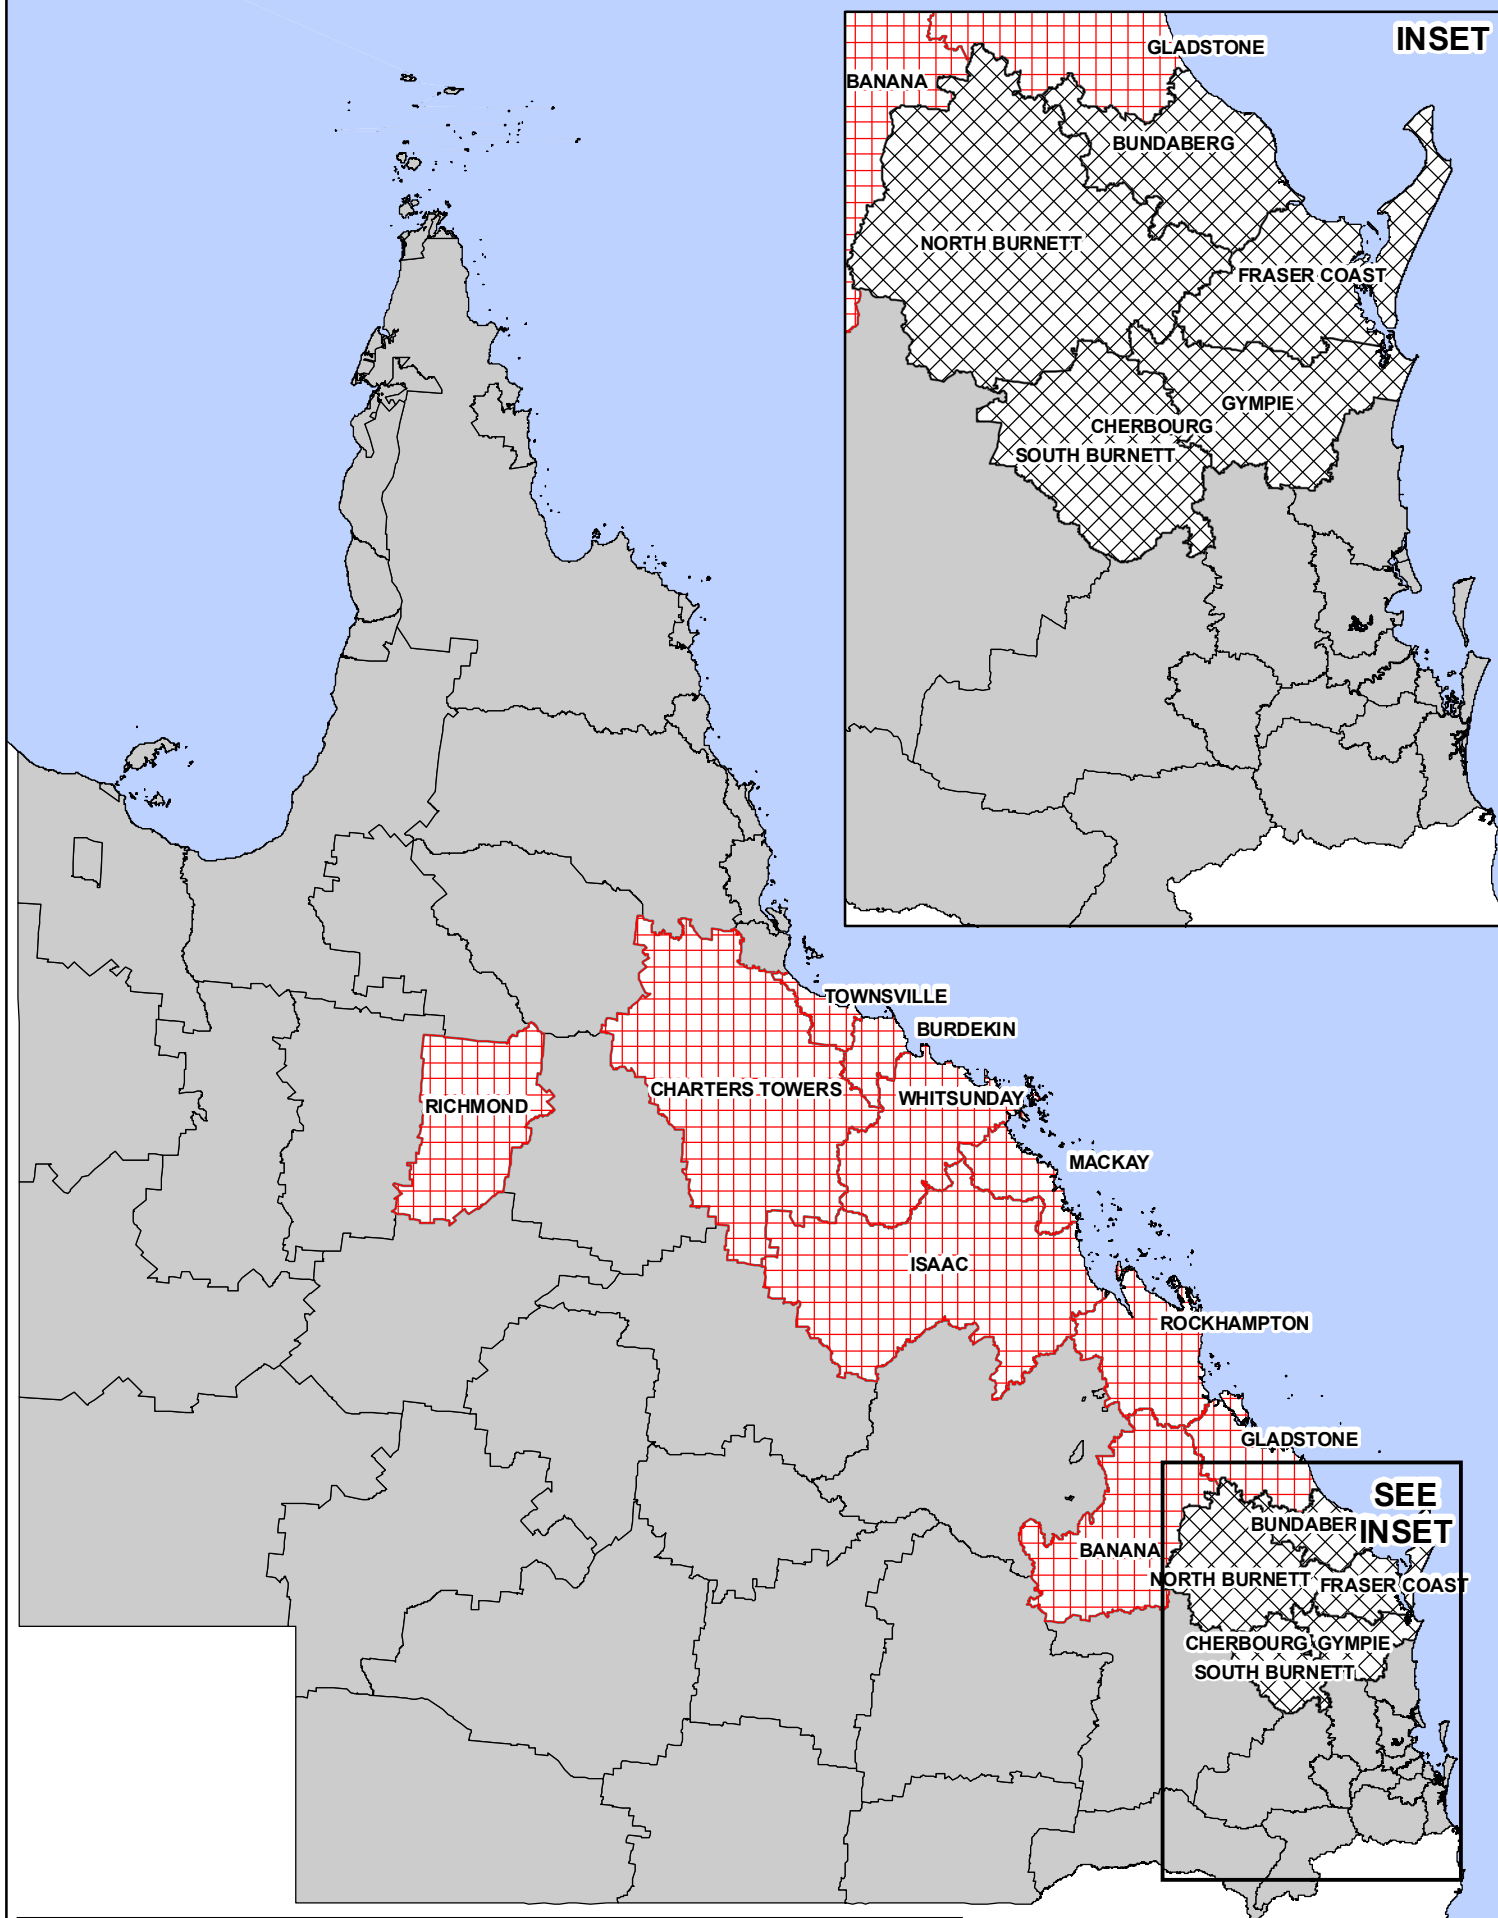 INSET
GLADSTONE
BANANA
BUNDABERG
NORTH BURNETT
FRASER COAST
GYMPIE
CHERBOURG
SOUTH BURNETT
TOWNSVILLE
BURDEKIN
CHARTERS TOWERS
WHITSUNDAY
RICHMOND
MACKAY
ISAAC
ROCKHAMPTON
GLADSTONE
SEE
INSET
BUNDABER
BANANA
NORTH BURNETT
FRASER COAST
CHERBOURG
GYMPIE
SOUTH BURNETT